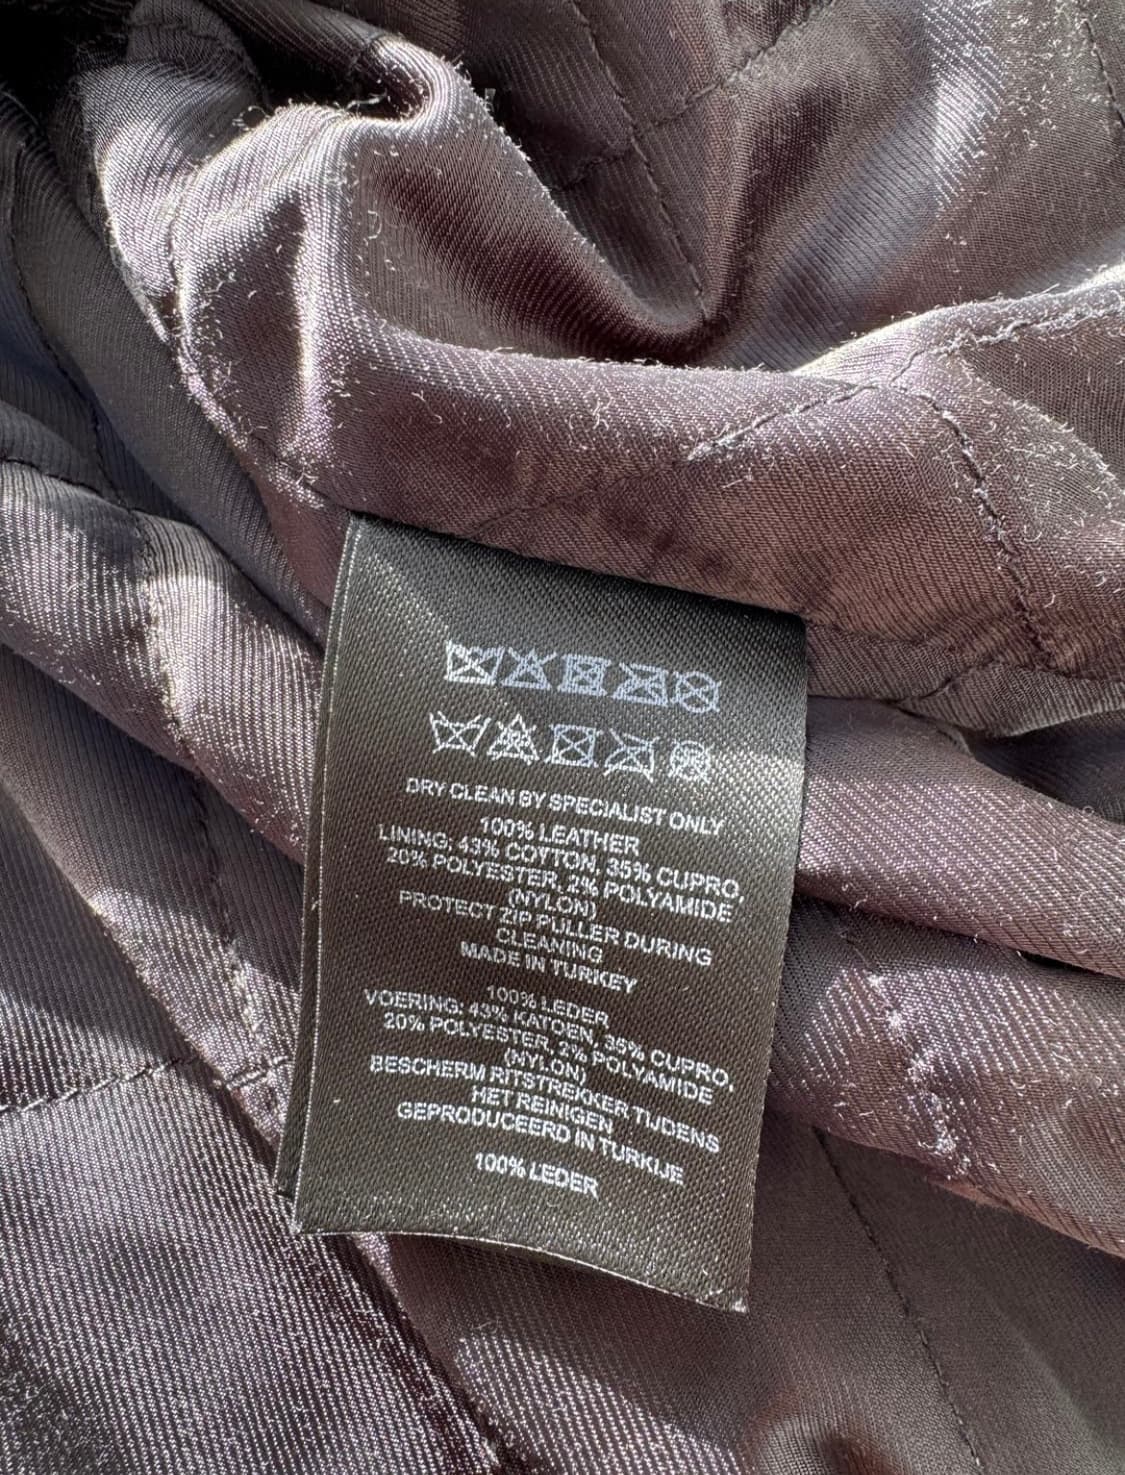 DRY CLEAN BY SPECIALIST ONLY
100% LEATHER
LINING: 43% COTTON, 35% CUPRO,
20% POLYESTER, 2% POLYAMIDE
(NYLON)
PROTECT ZIP PULLER DURING
CLEANING
MADE IN TURKEY
100% LEDER
VOERING: 43% KATOEN, 35% CUPRO,
20% POLYESTER, 2% POLYAMIDE
(NYLON)
BESCHERM RITSTREKKER TIJDENS
HET REINIGEN
GEPRODUCEERD IN TURKIJE
100% LEDER